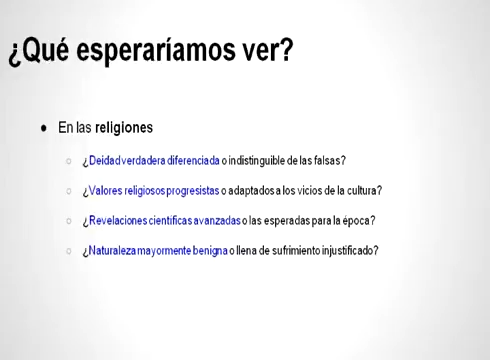 ¿Qué esperaríamos ver?
● En las religiones
○ ¿Deidad verdadera diferenciada o indistinguible de las falsas?
○ ¿Valores religiosos progresistas o adaptados a los vicios de la cultura?
○ ¿Revelaciones científicas avanzadas o las esperadas para la época?
○ ¿Naturaleza mayormente benigna o llena de sufrimiento injustificado?